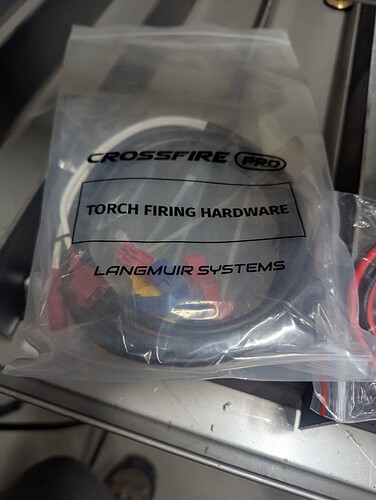 CROSSFIRE PRO
TORCH FIRING HARDWARE
LANGMUIR SYSTEMS